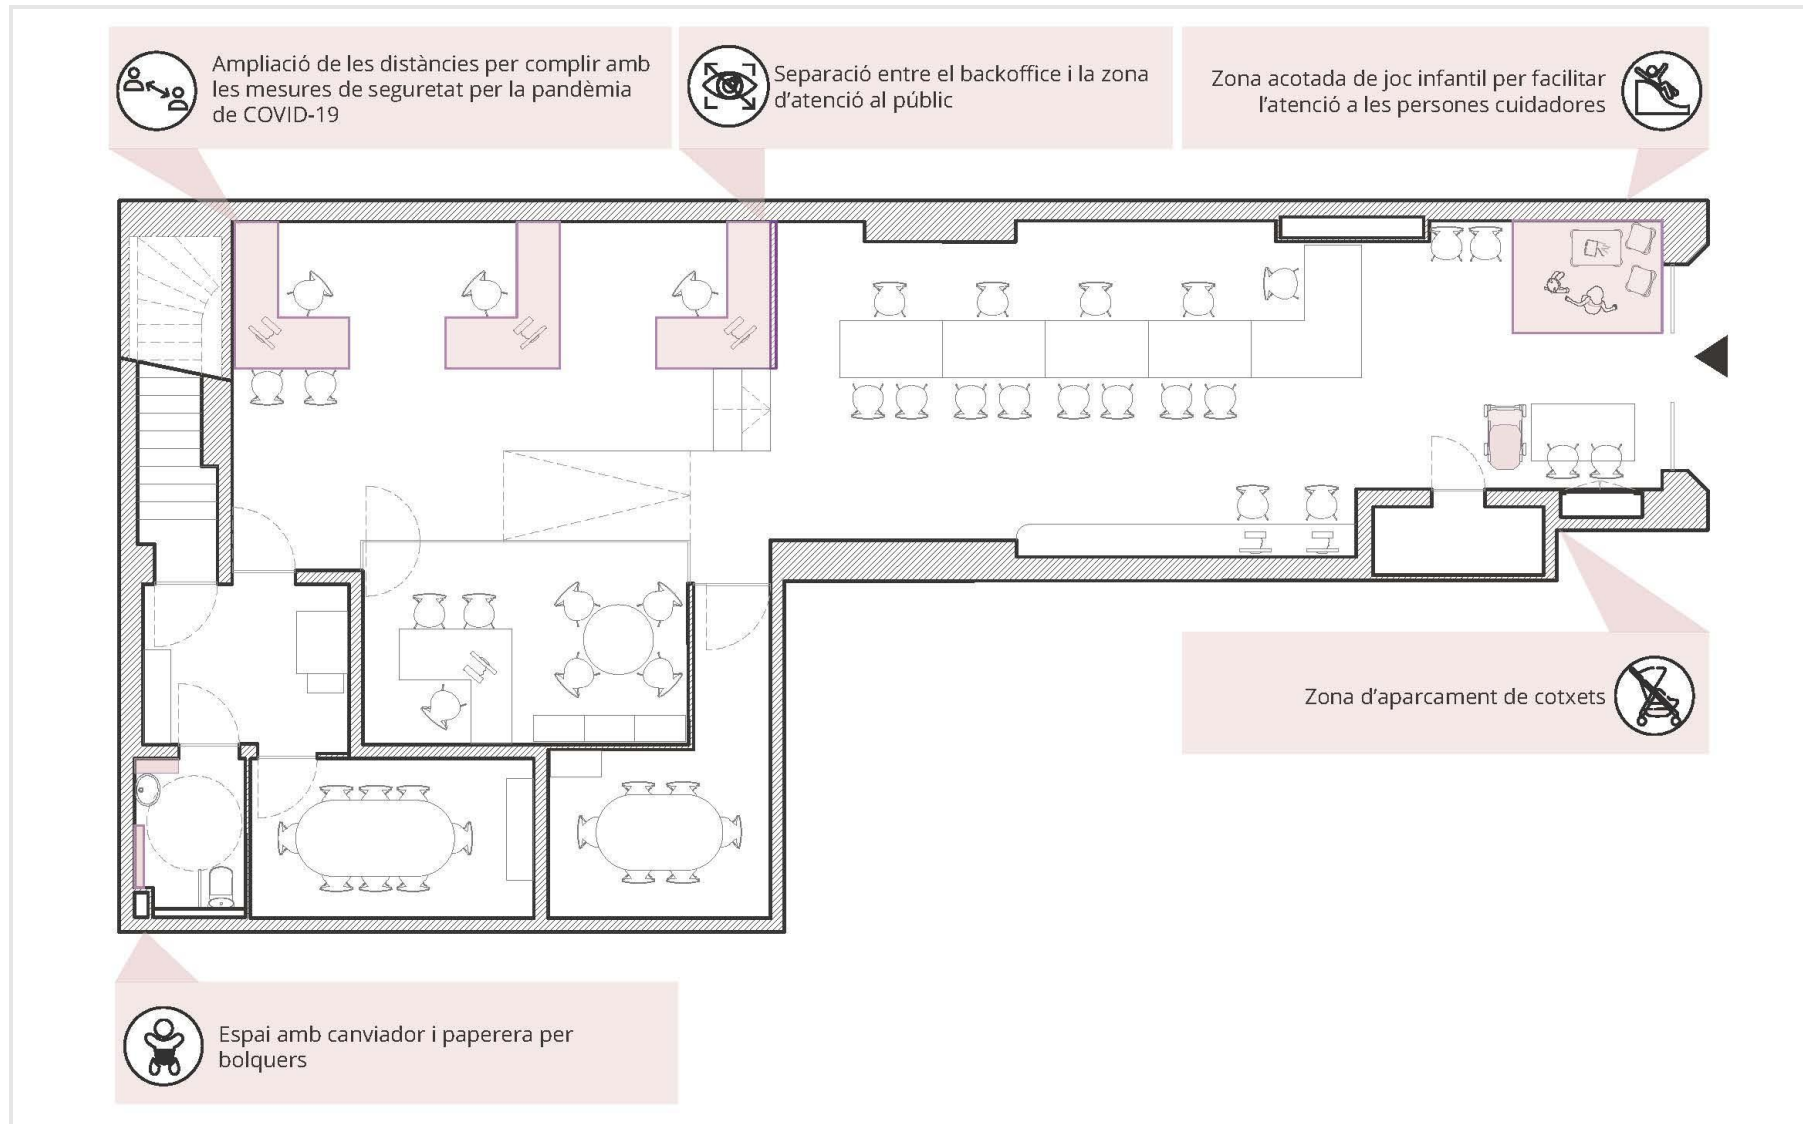 Ampliació de les distàncies per complir amb
les mesures de seguretat per la pandèmia
de COVID-19
Separació entre el backoffice i la zona
d'atenció al públic
Zona acotada de joc infantil per facilitar
l'atenció a les persones cuidadores
Zona d'aparcament de cotxets
Espai amb canviador i paperera per
bolquers